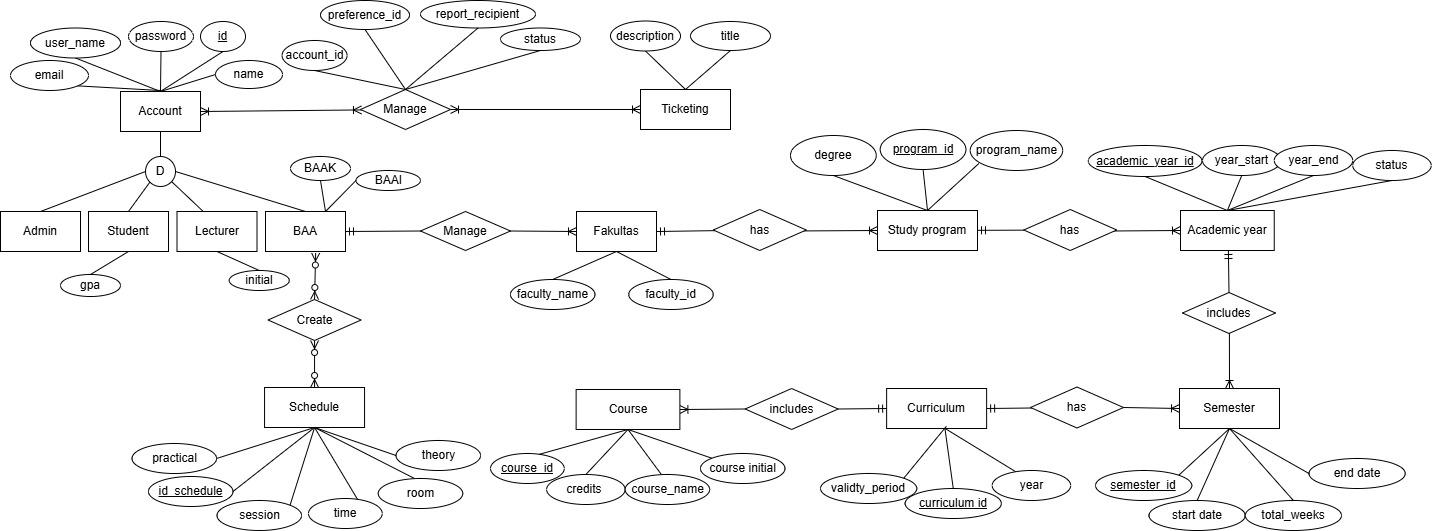 preference_id
report_recipient
password
id
description
title
user_name
status
account_id
email
name
Account
Manage
Ticketing
degree
program_id
program_name
academic_year_id
year_start
year_end
status
D
BAAK
BAAI
Admin
Student
Lecturer
BAA
Manage
Fakultas
has
Study program
has
Academic year
gpa
initial
faculty_name
faculty_id
Create
includes
Schedule
Course
includes
Curriculum
has
Semester
practical
theory
course_id
course initial
end date
id_schedule
room
credits
course_name
validty_period
year
semester_id
session
time
curriculum id
start date
total_weeks